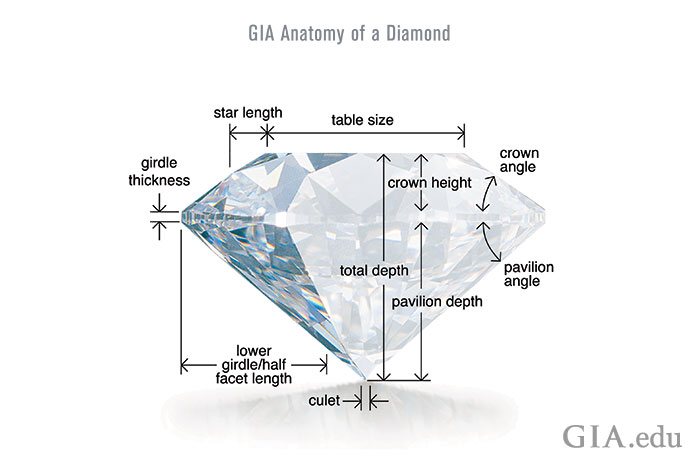 GIA Anatomy of a Diamond
star length
table size
girdle
thickness
crown
angle
crown height
total depth
pavilion
angle
pavilion depth
lower
girdle/half
facet length
culet
GIA.edu